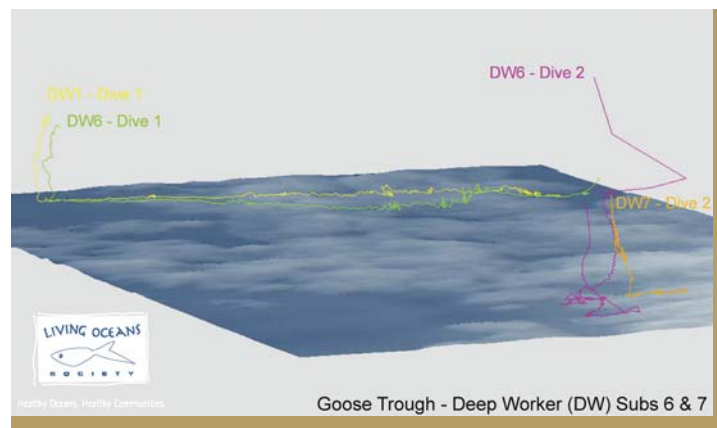 DW6 - Dive 2
DW7 - Dive 1
DW6 - Dive 1
DW7 - Dive 2
LIVING OCEANS
SOCIETY
Healthy Oceans. Healthy Communities.
Goose Trough - Deep Worker (DW) Subs 6 & 7